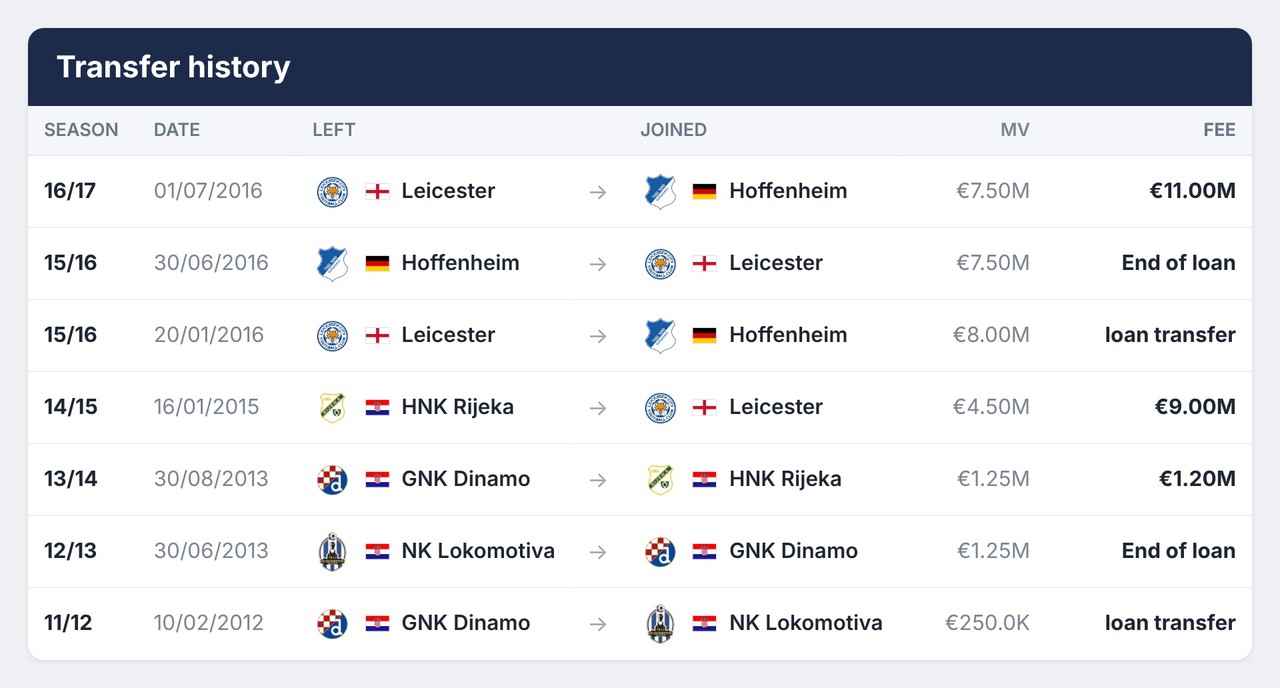 Transfer history
SEASON DATE LEFT JOINED MV FEE
16/17 01/07/2016 Leicester → Hoffenheim €7.50M €11.00M
15/16 30/06/2016 Hoffenheim → Leicester €7.50M End of loan
15/16 20/01/2016 Leicester → Hoffenheim €8.00M loan transfer
14/15 16/01/2015 HNK Rijeka → Leicester €4.50M €9.00M
13/14 30/08/2013 GNK Dinamo → HNK Rijeka €1.25M €1.20M
12/13 30/06/2013 NK Lokomotiva → GNK Dinamo €1.25M End of loan
11/12 10/02/2012 GNK Dinamo → NK Lokomotiva €250.0K loan transfer